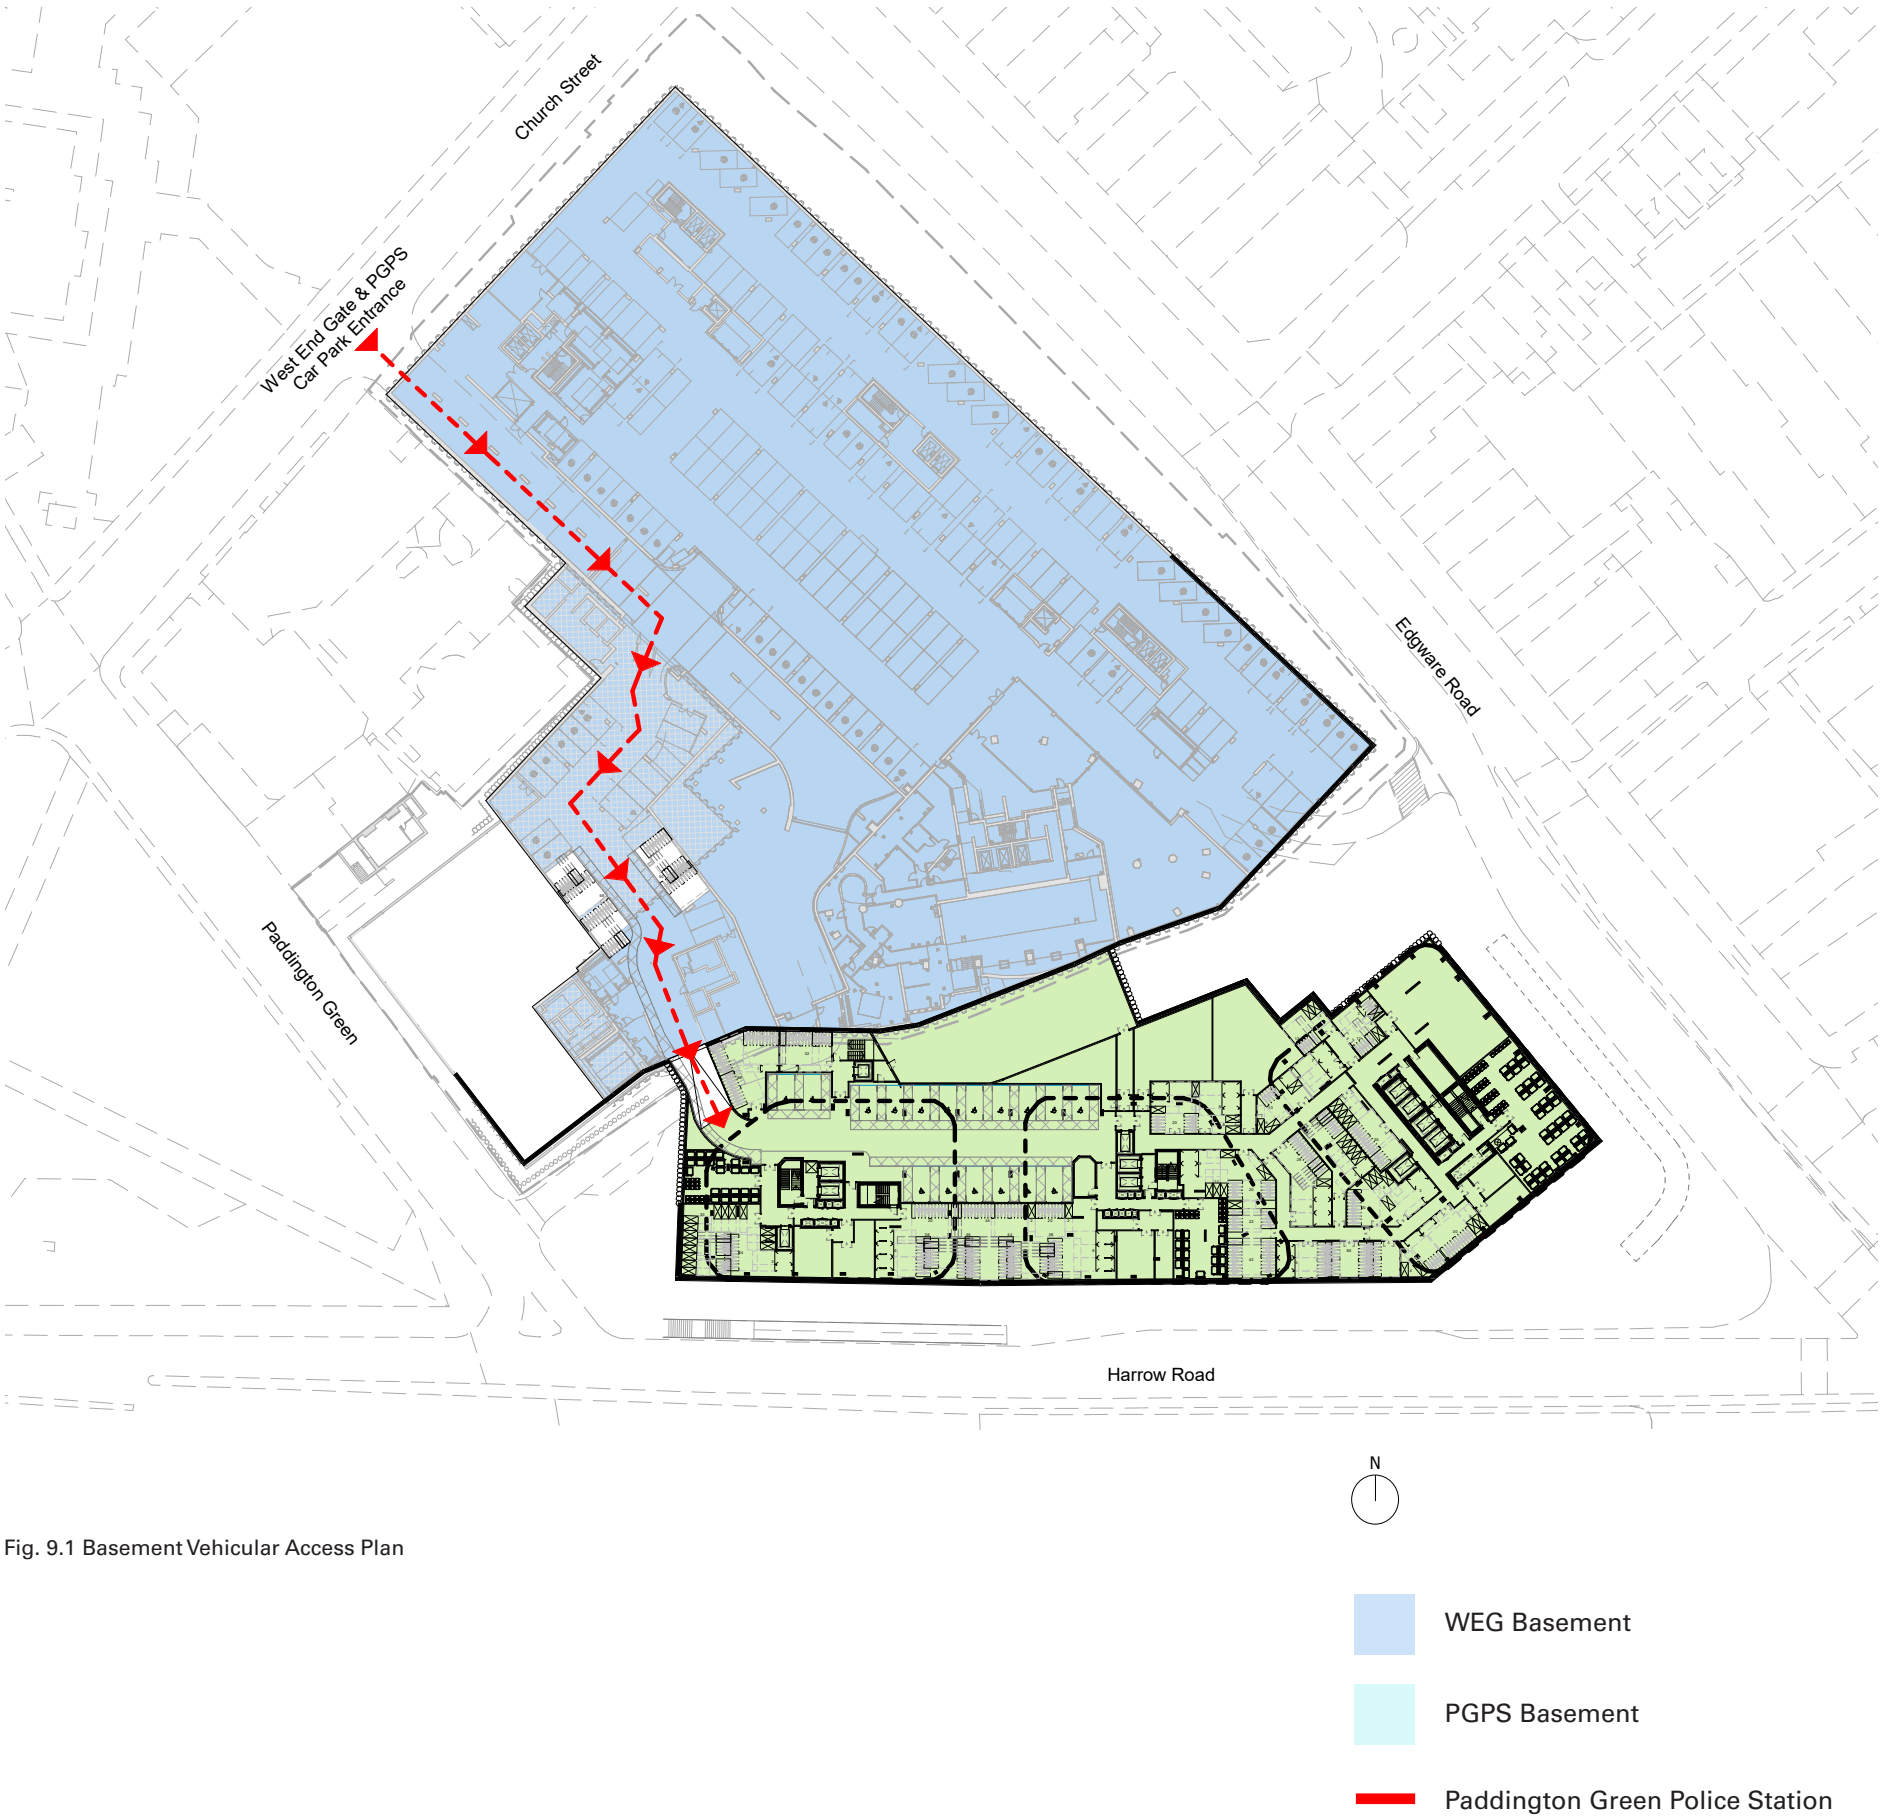 Church Street
West End Gate & PGPS
Car Park Entrance
Edgware Road
Paddington Green
Harrow Road
N
Fig. 9.1 Basement Vehicular Access Plan
WEG Basement
PGPS Basement
Paddington Green Police Station